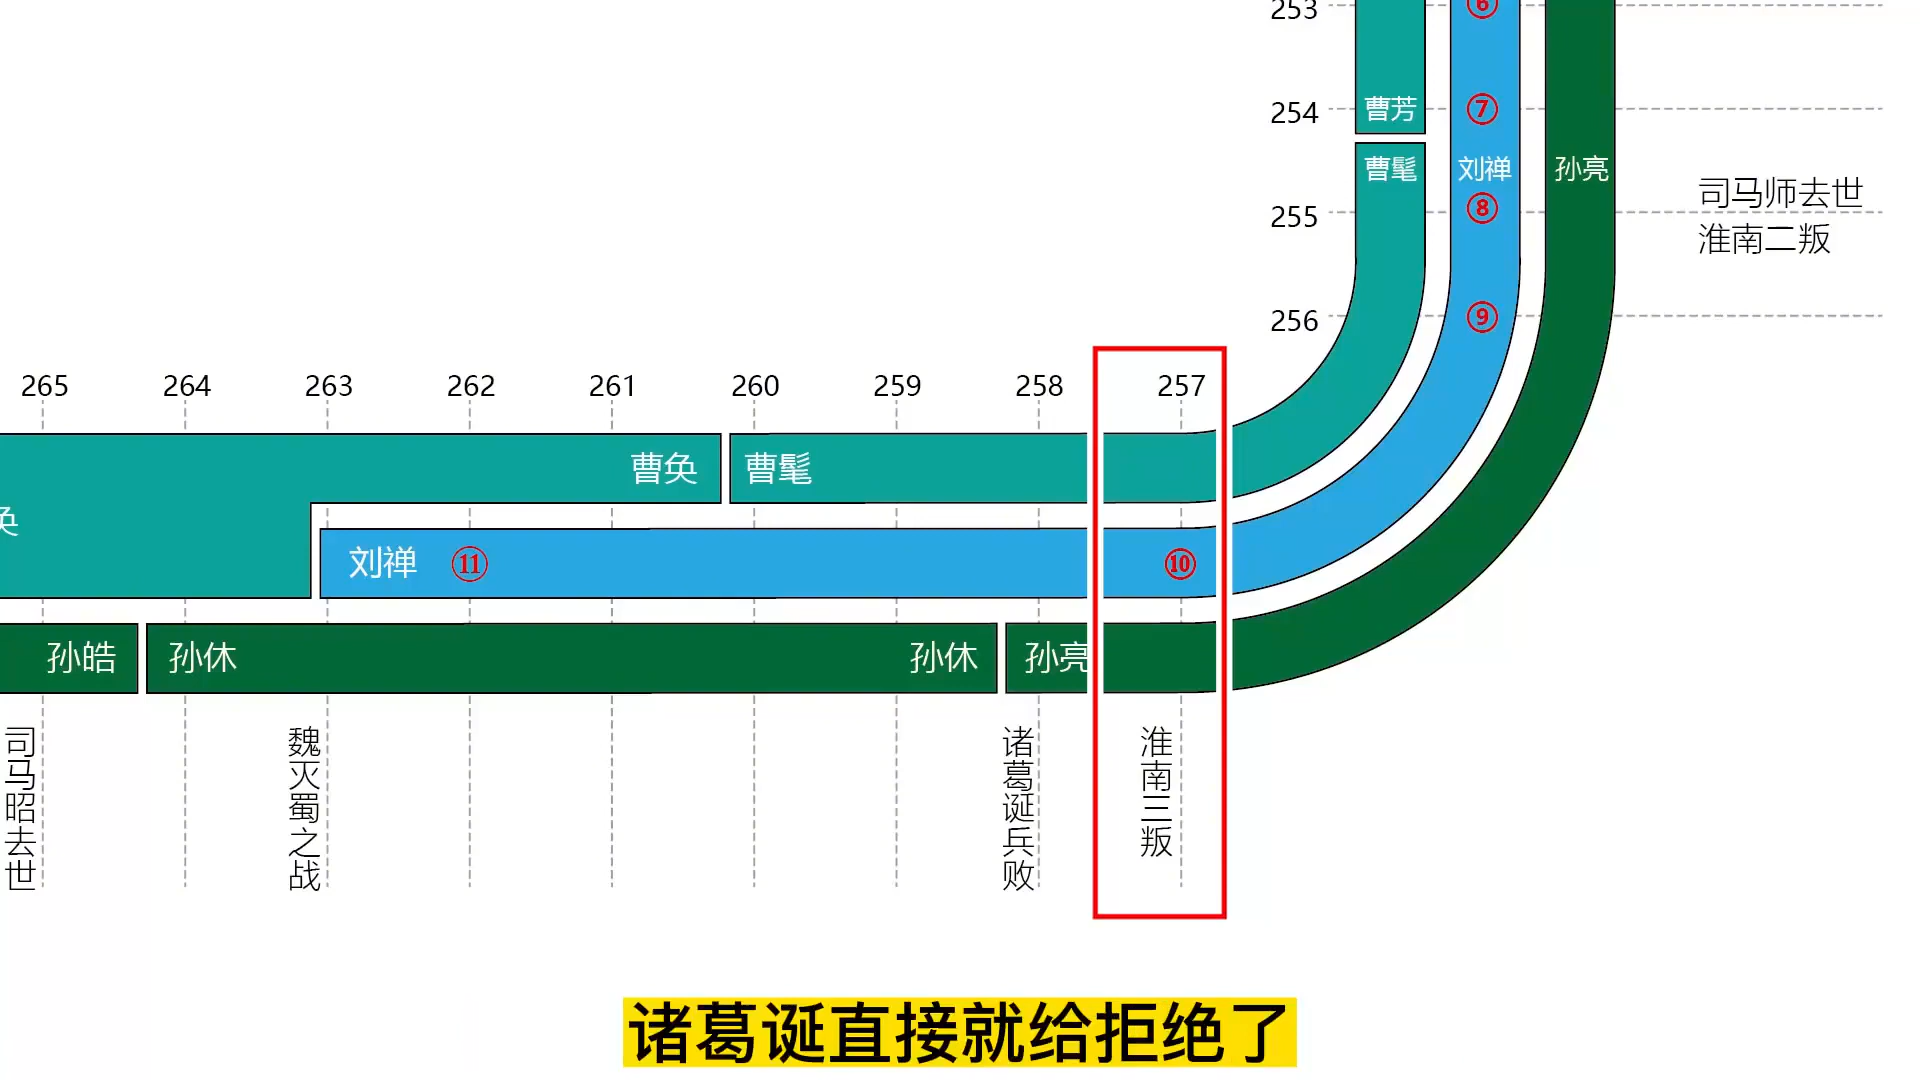 253
⑥
254
曹芳
⑦
曹髦
刘禅
孙亮
司马师去世
255
⑧
淮南二叛
256
⑨
265 264 263 262 261 260 259 258 257
曹奂
曹髦
奂
刘禅
⑪
⑩
孙皓
孙休
孙休
孙亮
司马昭去世
魏灭蜀之战
诸葛诞兵败
淮南三叛
诸葛诞直接就给拒绝了